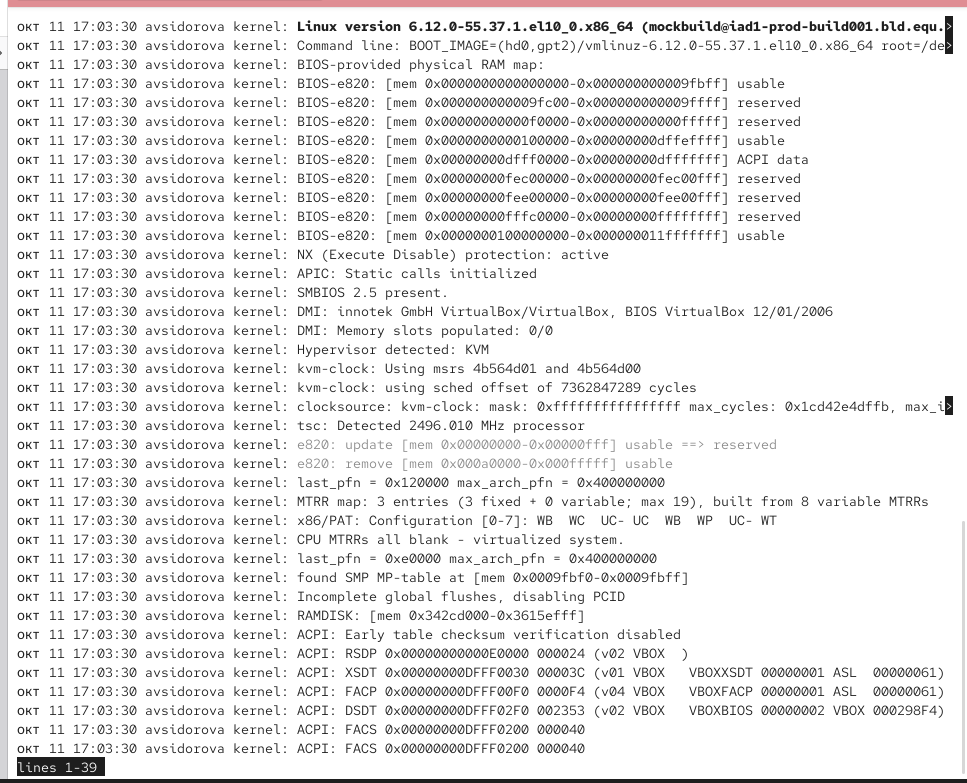 окт 11 17:03:30 avsidorova kernel: Linux version 6.12.0-55.37.1.el10_0.x86_64 (mockbuild@iad1-prod-build001.bld.equ.>
окт 11 17:03:30 avsidorova kernel: Command line: BOOT_IMAGE=(hd0,gpt2)/vmlinuz-6.12.0-55.37.1.el10_0.x86_64 root=/de>
окт 11 17:03:30 avsidorova kernel: BIOS-provided physical RAM map:
окт 11 17:03:30 avsidorova kernel: BIOS-e820: [mem 0x0000000000000000-0x000000000009fbff] usable
окт 11 17:03:30 avsidorova kernel: BIOS-e820: [mem 0x000000000009fc00-0x000000000009ffff] reserved
окт 11 17:03:30 avsidorova kernel: BIOS-e820: [mem 0x00000000000f0000-0x00000000000fffff] reserved
окт 11 17:03:30 avsidorova kernel: BIOS-e820: [mem 0x0000000000100000-0x00000000dffeffff] usable
окт 11 17:03:30 avsidorova kernel: BIOS-e820: [mem 0x00000000dfff0000-0x00000000dfffffff] ACPI data
окт 11 17:03:30 avsidorova kernel: BIOS-e820: [mem 0x00000000fec00000-0x00000000fec00fff] reserved
окт 11 17:03:30 avsidorova kernel: BIOS-e820: [mem 0x00000000fee00000-0x00000000fee00fff] reserved
окт 11 17:03:30 avsidorova kernel: BIOS-e820: [mem 0x00000000fffc0000-0x00000000ffffffff] reserved
окт 11 17:03:30 avsidorova kernel: BIOS-e820: [mem 0x0000000100000000-0x000000011fffffff] usable
окт 11 17:03:30 avsidorova kernel: NX (Execute Disable) protection: active
окт 11 17:03:30 avsidorova kernel: APIC: Static calls initialized
окт 11 17:03:30 avsidorova kernel: SMBIOS 2.5 present.
окт 11 17:03:30 avsidorova kernel: DMI: innotek GmbH VirtualBox/VirtualBox, BIOS VirtualBox 12/01/2006
окт 11 17:03:30 avsidorova kernel: DMI: Memory slots populated: 0/0
окт 11 17:03:30 avsidorova kernel: Hypervisor detected: KVM
окт 11 17:03:30 avsidorova kernel: kvm-clock: Using msrs 4b564d01 and 4b564d00
окт 11 17:03:30 avsidorova kernel: kvm-clock: using sched offset of 7362847289 cycles
окт 11 17:03:30 avsidorova kernel: clocksource: kvm-clock: mask: 0xffffffffffffffff max_cycles: 0x1cd42e4dffb, max_i>
окт 11 17:03:30 avsidorova kernel: tsc: Detected 2496.010 MHz processor
окт 11 17:03:30 avsidorova kernel: e820: update [mem 0x00000000-0x00000fff] usable ==> reserved
окт 11 17:03:30 avsidorova kernel: e820: remove [mem 0x000a0000-0x000fffff] usable
окт 11 17:03:30 avsidorova kernel: last_pfn = 0x120000 max_arch_pfn = 0x400000000
окт 11 17:03:30 avsidorova kernel: MTRR map: 3 entries (3 fixed + 0 variable; max 19), built from 8 variable MTRRs
окт 11 17:03:30 avsidorova kernel: x86/PAT: Configuration [0-7]: WB  WC  UC- UC  WB  WP  UC- WT
окт 11 17:03:30 avsidorova kernel: CPU MTRRs all blank - virtualized system.
окт 11 17:03:30 avsidorova kernel: last_pfn = 0xe0000 max_arch_pfn = 0x400000000
окт 11 17:03:30 avsidorova kernel: found SMP MP-table at [mem 0x0009fbf0-0x0009fbff]
окт 11 17:03:30 avsidorova kernel: Incomplete global flushes, disabling PCID
окт 11 17:03:30 avsidorova kernel: RAMDISK: [mem 0x342cd000-0x3615efff]
окт 11 17:03:30 avsidorova kernel: ACPI: Early table checksum verification disabled
окт 11 17:03:30 avsidorova kernel: ACPI: RSDP 0x00000000000E0000 000024 (v02 VBOX  )
окт 11 17:03:30 avsidorova kernel: ACPI: XSDT 0x00000000DFFF0030 00003C (v01 VBOX   VBOXXSDT 00000001 ASL  00000061)
окт 11 17:03:30 avsidorova kernel: ACPI: FACP 0x00000000DFFF00F0 0000F4 (v04 VBOX   VBOXFACP 00000001 ASL  00000061)
окт 11 17:03:30 avsidorova kernel: ACPI: DSDT 0x00000000DFFF02F0 002353 (v02 VBOX   VBOXBIOS 00000002 VBOX 000298F4)
окт 11 17:03:30 avsidorova kernel: ACPI: FACS 0x00000000DFFF0200 000040
окт 11 17:03:30 avsidorova kernel: ACPI: FACS 0x00000000DFFF0200 000040
lines 1-39